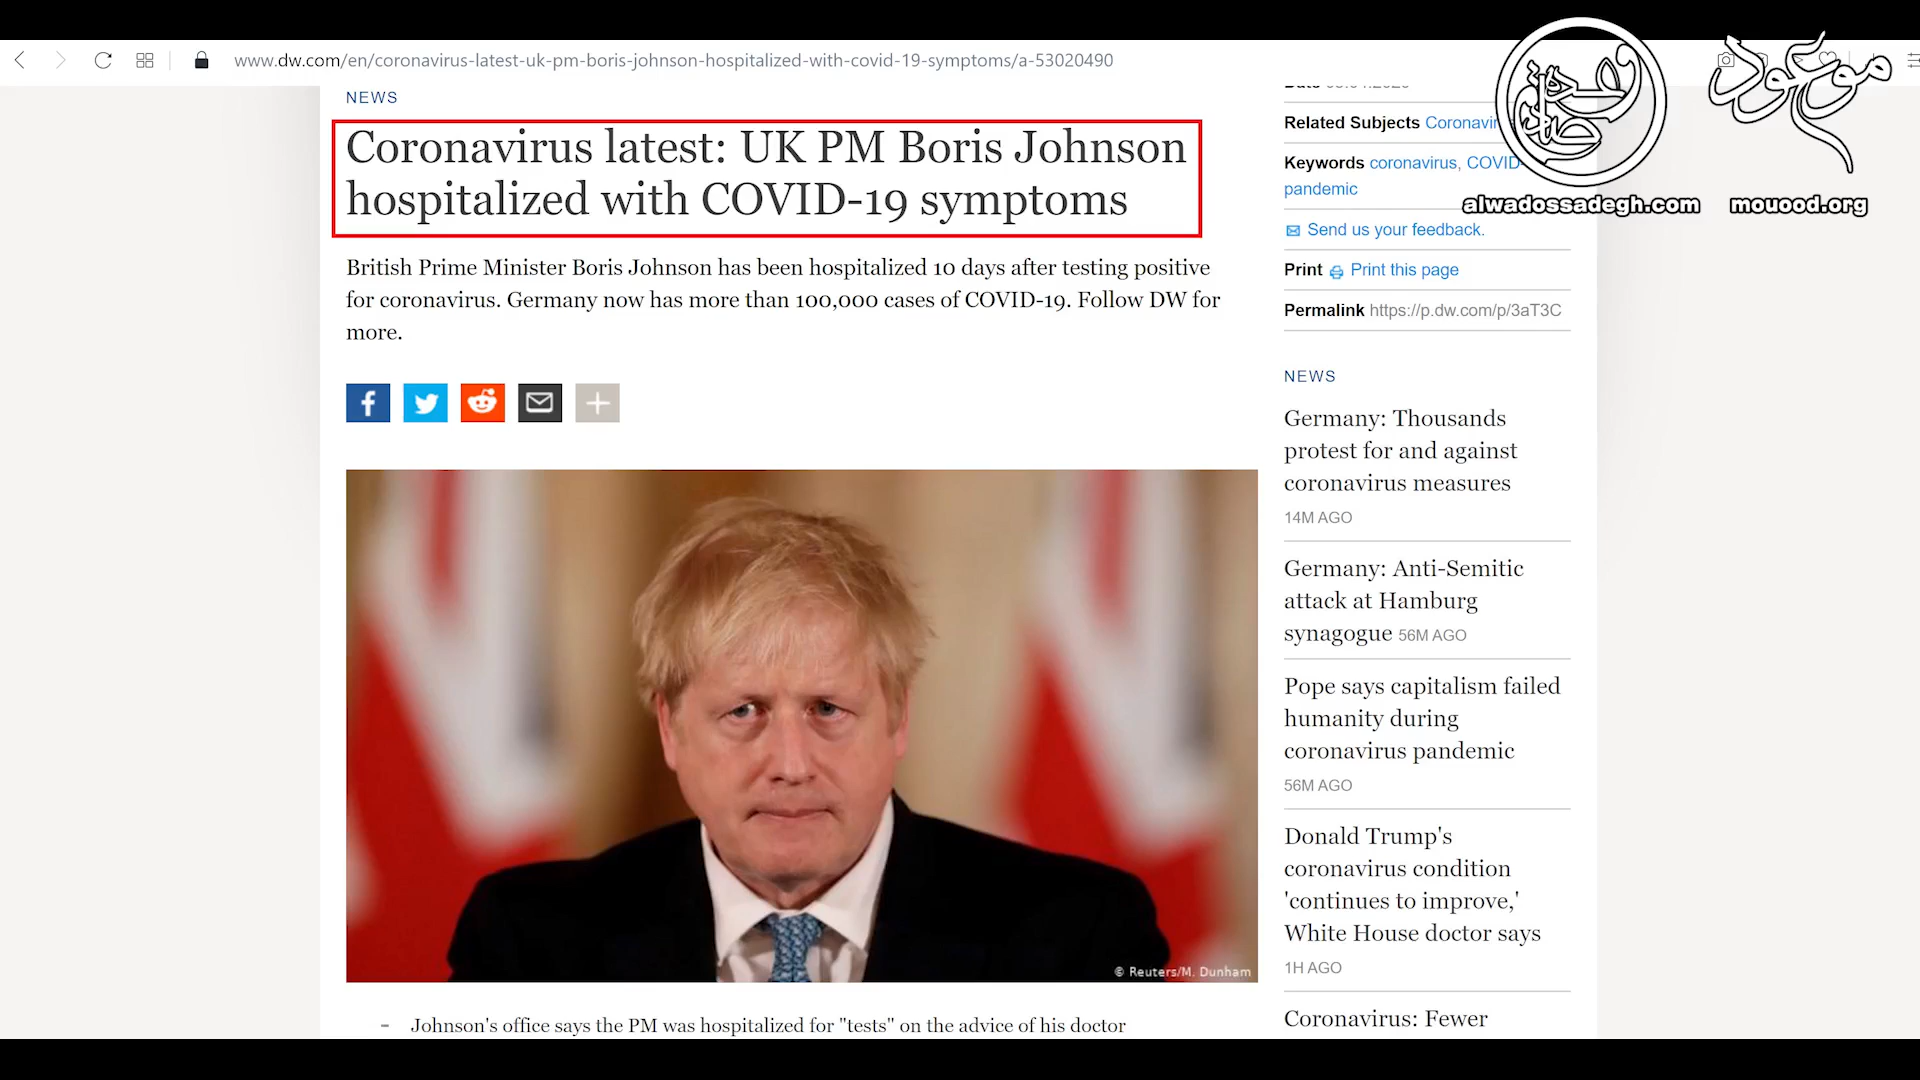 www.dw.com/en/coronavirus-latest-uk-pm-boris-johnson-hospitalized-with-covid-19-symptoms/a-53020490
موعود
alwadossadegh.com
mouood.org
NEWS
Coronavirus latest: UK PM Boris Johnson
hospitalized with COVID-19 symptoms
British Prime Minister Boris Johnson has been hospitalized 10 days after testing positive
for coronavirus. Germany now has more than 100,000 cases of COVID-19. Follow DW for
more.
© Reuters/M. Dunham
- Johnson's office says the PM was hospitalized for "tests" on the advice of his doctor
Related Subjects
Keywords coronavirus, COVID-
pandemic
Send us your feedback.
Print Print this page
Permalink https://p.dw.com/p/3aT3C
NEWS
Germany: Thousands
protest for and against
coronavirus measures
14M AGO
Germany: Anti-Semitic
attack at Hamburg
synagogue 56M AGO
Pope says capitalism failed
humanity during
coronavirus pandemic
56M AGO
Donald Trump's
coronavirus condition
'continues to improve,'
White House doctor says
1H AGO
Coronavirus: Fewer